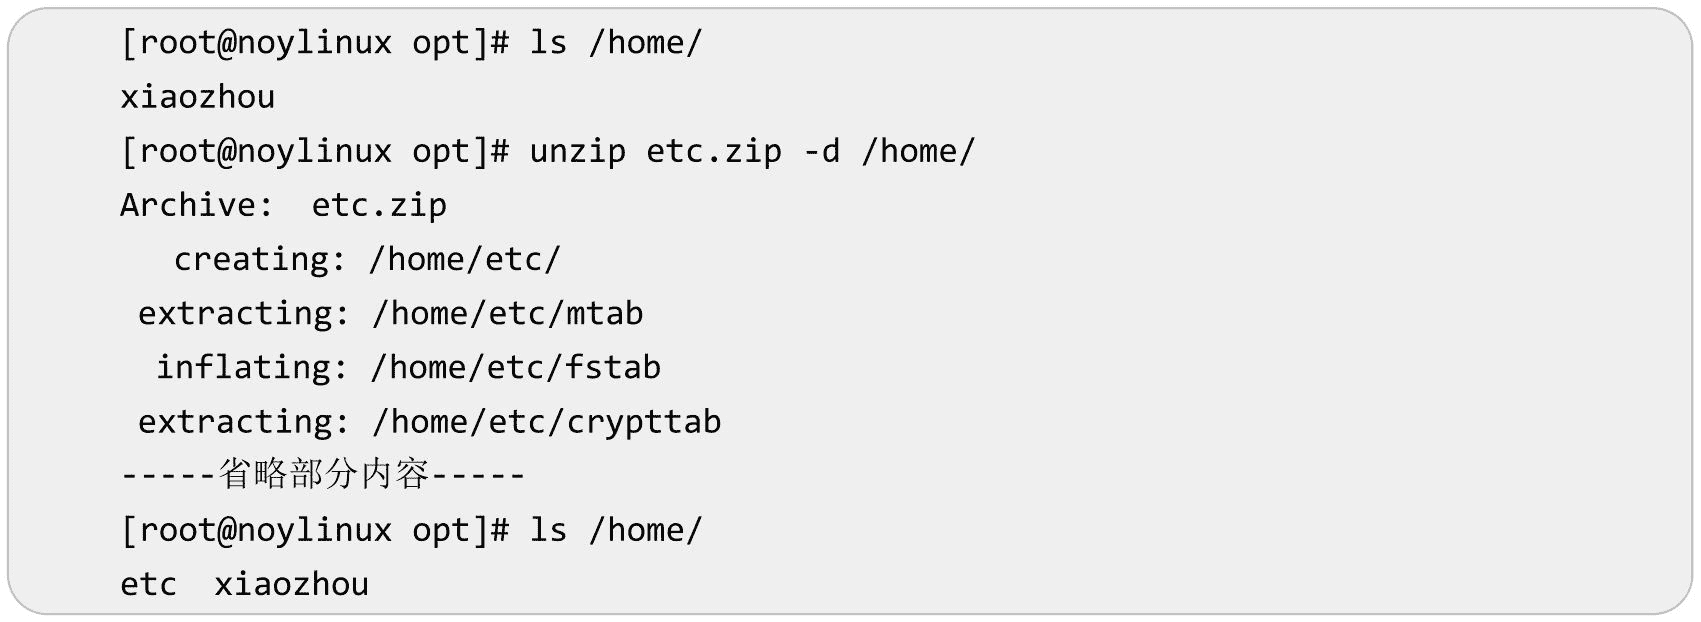 [root@noylinux opt]# ls /home/
xiaozhou
[root@noylinux opt]# unzip etc.zip -d /home/
Archive:  etc.zip
   creating: /home/etc/
 extracting: /home/etc/mtab
  inflating: /home/etc/fstab
 extracting: /home/etc/crypttab
-----省略部分内容-----
[root@noylinux opt]# ls /home/
etc  xiaozhou